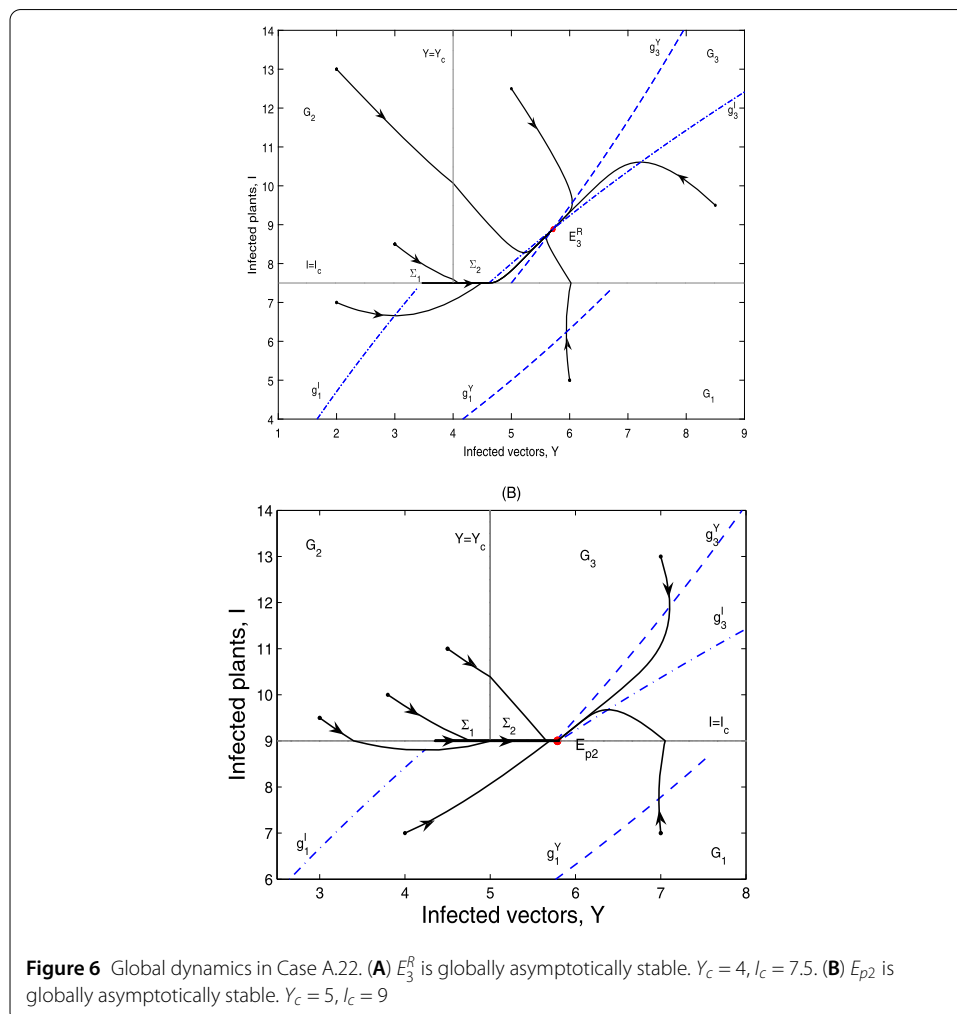 14
13
12
11
10
9
8
7
6
5
4
2
3
4
5
6
7
8
9
Infected plants, I
Infected vectors, Y
Y=Y_c
I=I_c
G_2
G_3
G_1
g_3^Y
g_3^I
g_1^I
g_1^Y
Σ_1
Σ_2
E_3^R
(B)
14
13
12
11
10
9
8
7
6
3
4
5
6
7
8
Infected plants, I
Infected vectors, Y
G_2
Y=Y_c
G_3
g_3^Y
g_3^I
I=I_c
Σ_1
Σ_2
E_p2
g_1^I
g_1^Y
G_1
Figure 6 Global dynamics in Case A.22. (A) E_3^R is globally asymptotically stable. Y_c = 4, I_c = 7.5. (B) E_p2 is
globally asymptotically stable. Y_c = 5, I_c = 9